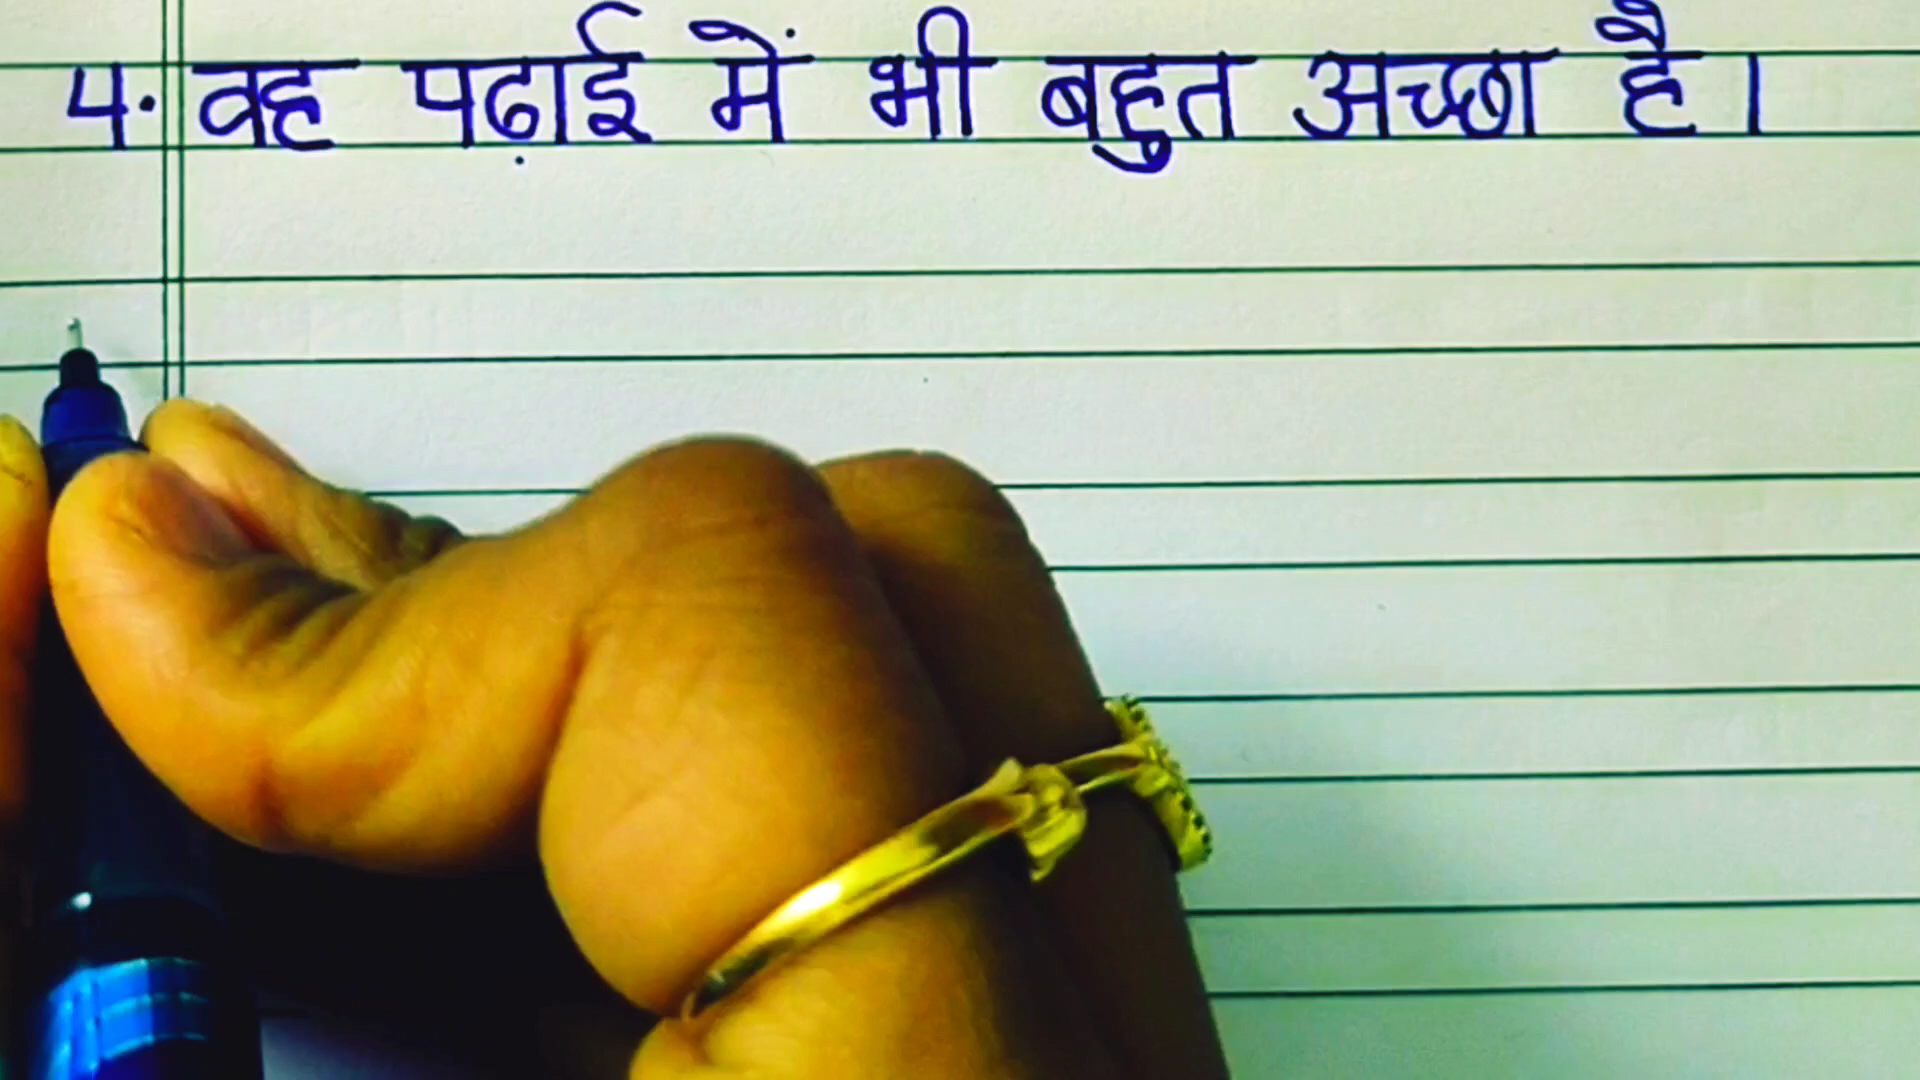 4. वह पढ़ाई में भी बहुत अच्छा है।